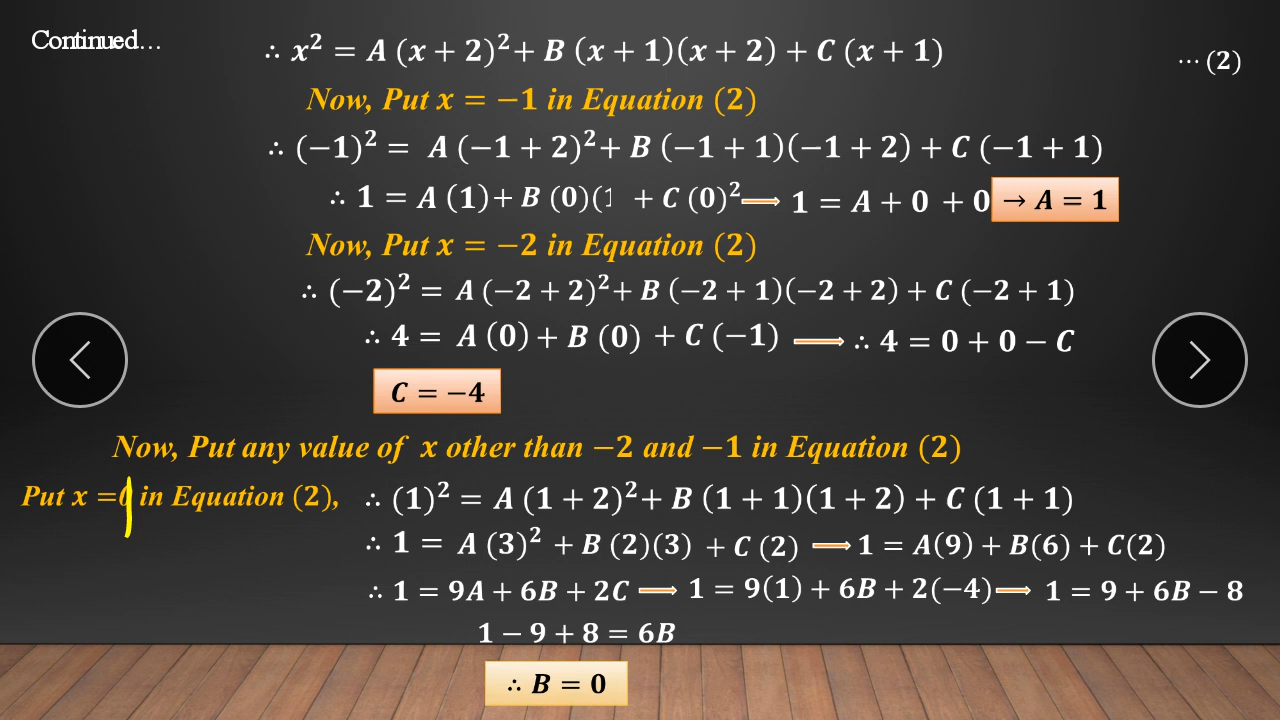 Continued…
∴ x² = A (x + 2)²+ B (x + 1)(x + 2) + C (x + 1) ⋯ (2)
Now, Put x = −1 in Equation (2)
∴ (−1)² = A (−1 + 2)²+ B (−1 + 1)(−1 + 2) + C (−1 + 1)
∴ 1 = A (1)+ B (0)(1 + C (0)² ⟹ 1 = A + 0 + 0 → A = 1
Now, Put x = −2 in Equation (2)
∴ (−2)² = A (−2 + 2)²+ B (−2 + 1)(−2 + 2) + C (−2 + 1)
∴ 4 = A (0) + B (0) + C (−1) ⟹ ∴ 4 = 0 + 0 − C
C = −4
Now, Put any value of x other than −2 and −1 in Equation (2)
Put x = in Equation (2), ∴ (1)² = A (1 + 2)²+ B (1 + 1)(1 + 2) + C (1 + 1)
∴ 1 = A (3)² + B (2)(3) + C (2) ⟹ 1 = A(9) + B(6) + C(2)
∴ 1 = 9A + 6B + 2C ⟹ 1 = 9(1) + 6B + 2(−4) ⟹ 1 = 9 + 6B − 8
1 − 9 + 8 = 6B
∴ B = 0